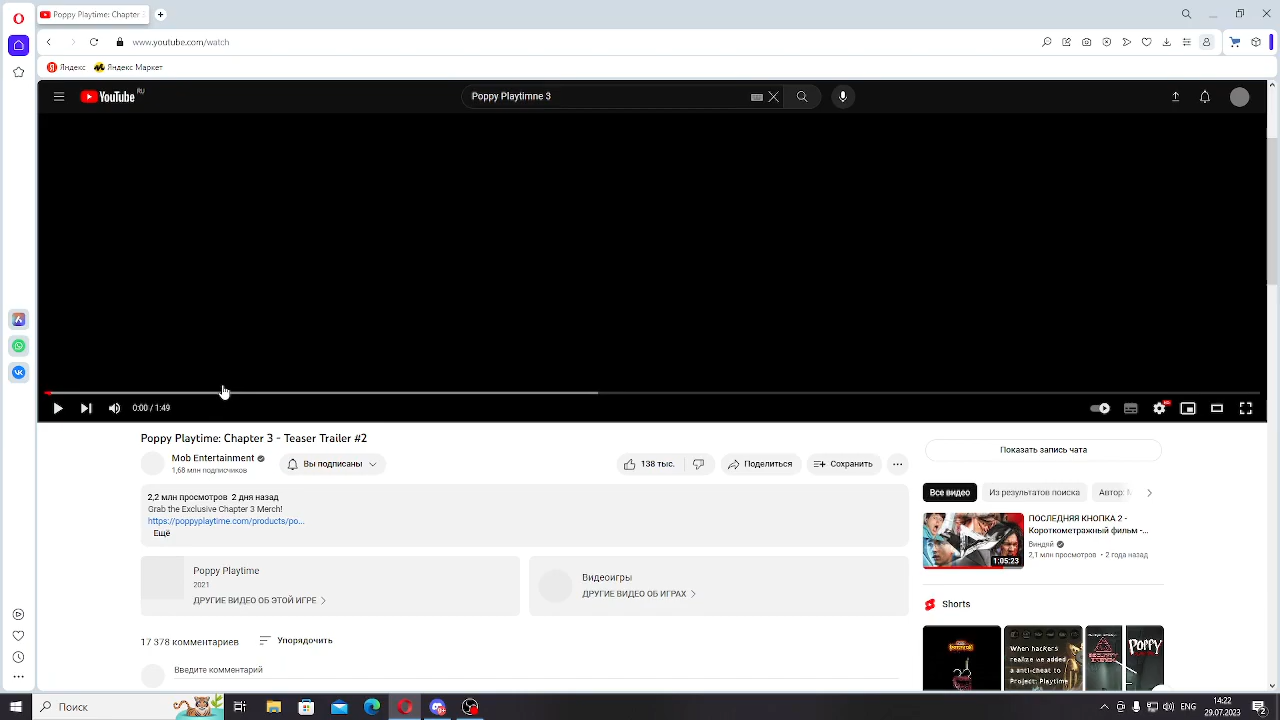 Poppy Playtime: Chapter
www.youtube.com/watch
Яндекс
Яндекс Маркет
YouTube RU
Poppy Playtimne 3
0:00 / 1:49
Poppy Playtime: Chapter 3 - Teaser Trailer #2
Mob Entertainment
1,68 млн подписчиков
Вы подписаны
138 тыс.
Поделиться
Сохранить
2,2 млн просмотров 2 дня назад
Grab the Exclusive Chapter 3 Merch!
https://poppyplaytime.com/products/po...
Ещё
Poppy Playtime
2021
ДРУГИЕ ВИДЕО ОБ ЭТОЙ ИГРЕ
Видеоигры
ДРУГИЕ ВИДЕО ОБ ИГРАХ
17 378 комментариев
Упорядочить
Введите комментарий
Показать запись чата
Все видео
Из результатов поиска
Автор:
ПОСЛЕДНЯЯ КНОПКА 2 -
Короткометражный фильм -...
Виндяй
2,1 млн просмотров • 2 года назад
1:05:23
Shorts
When hackers
realize we added
a anti-cheat to
Project: Playtime
POPPY
Поиск
ENG
14:22
29.07.2023